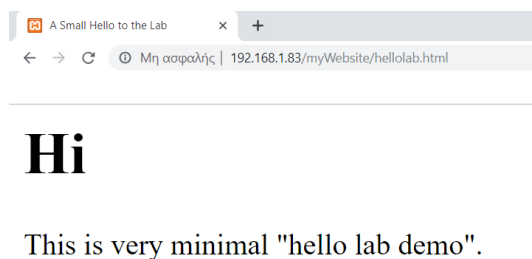 A Small Hello to the Lab
Μη ασφαλής | 192.168.1.83/myWebsite/hellolab.html
Hi
This is very minimal "hello lab demo".